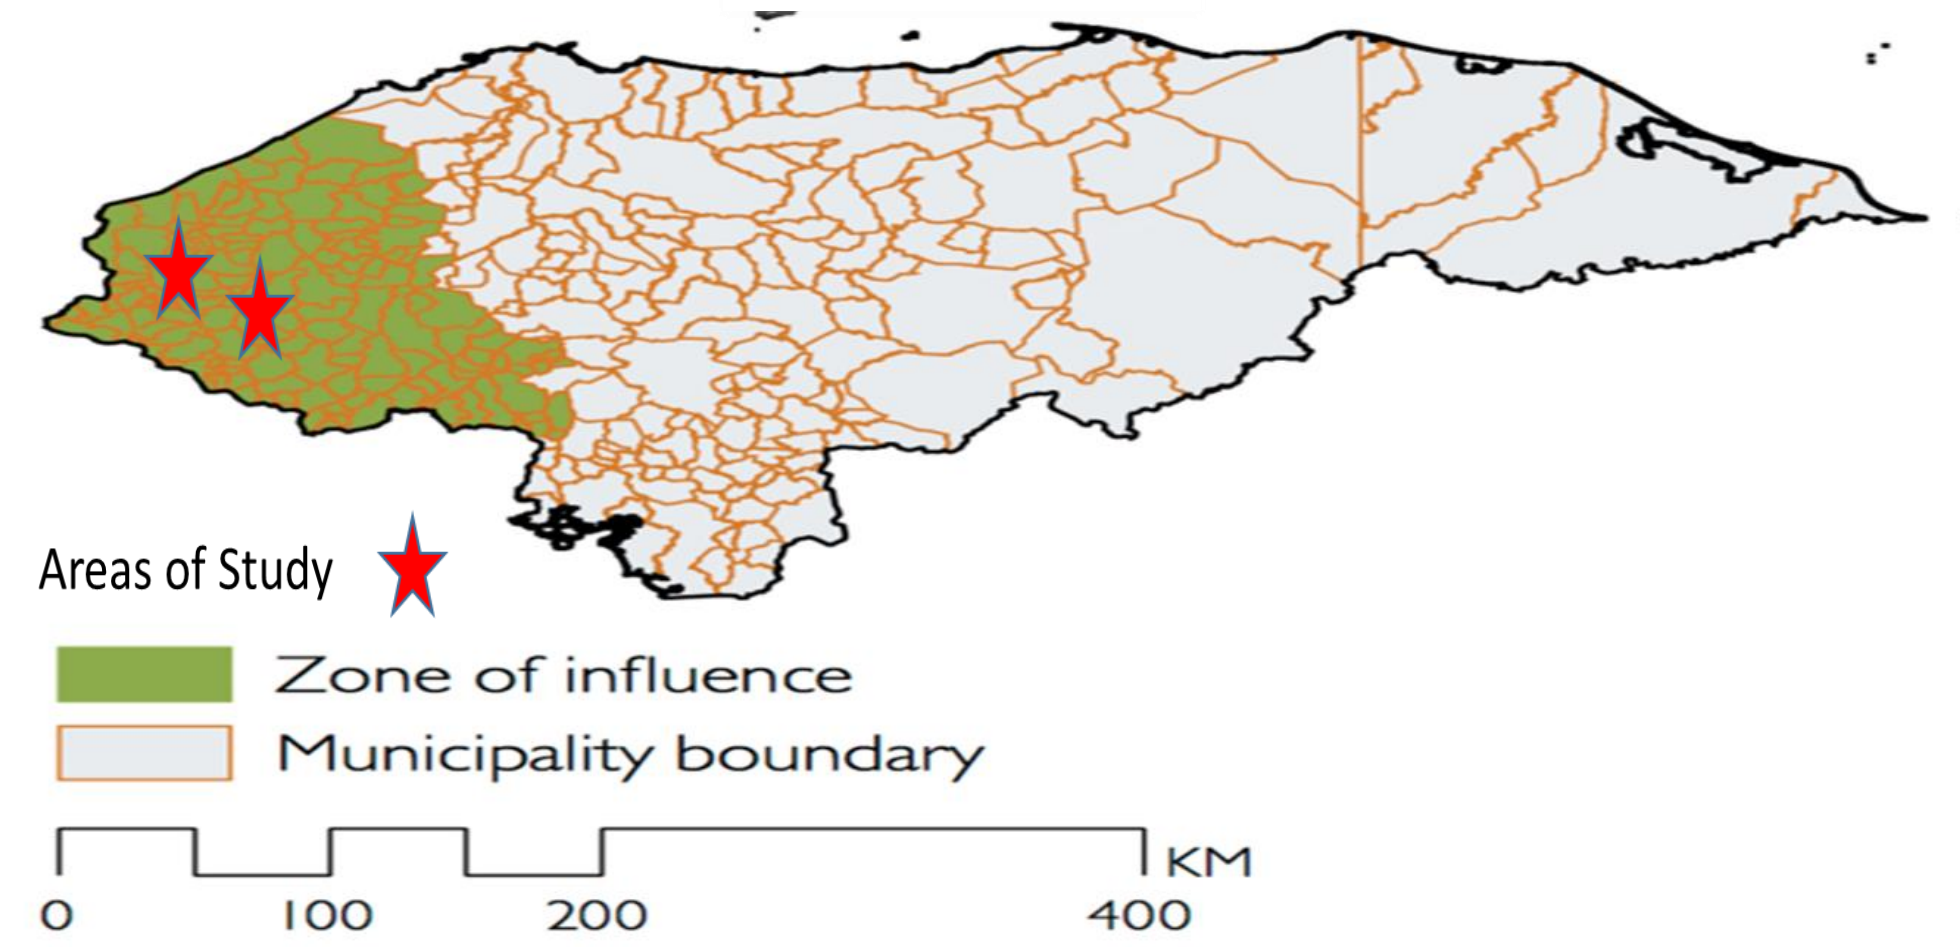 Areas of Study
Zone of influence
Municipality boundary
KM
0 100 200 400